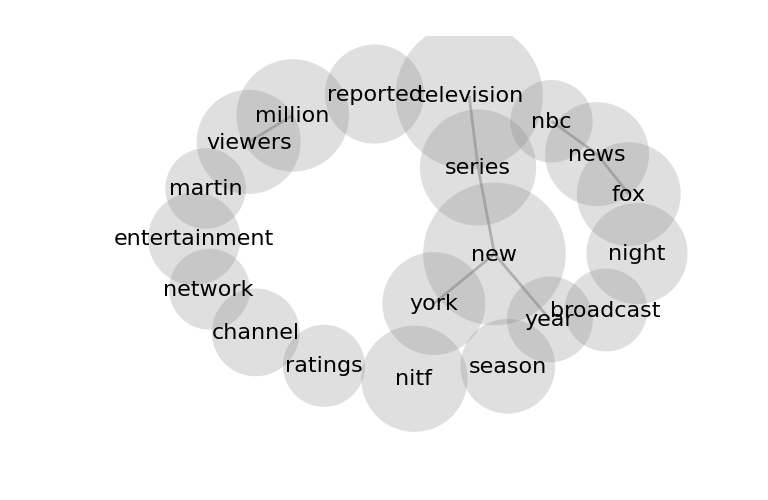 reported
television
million
nbc
viewers
news
series
martin
fox
entertainment
new
night
network
york
broadcast
year
channel
ratings
season
nitf